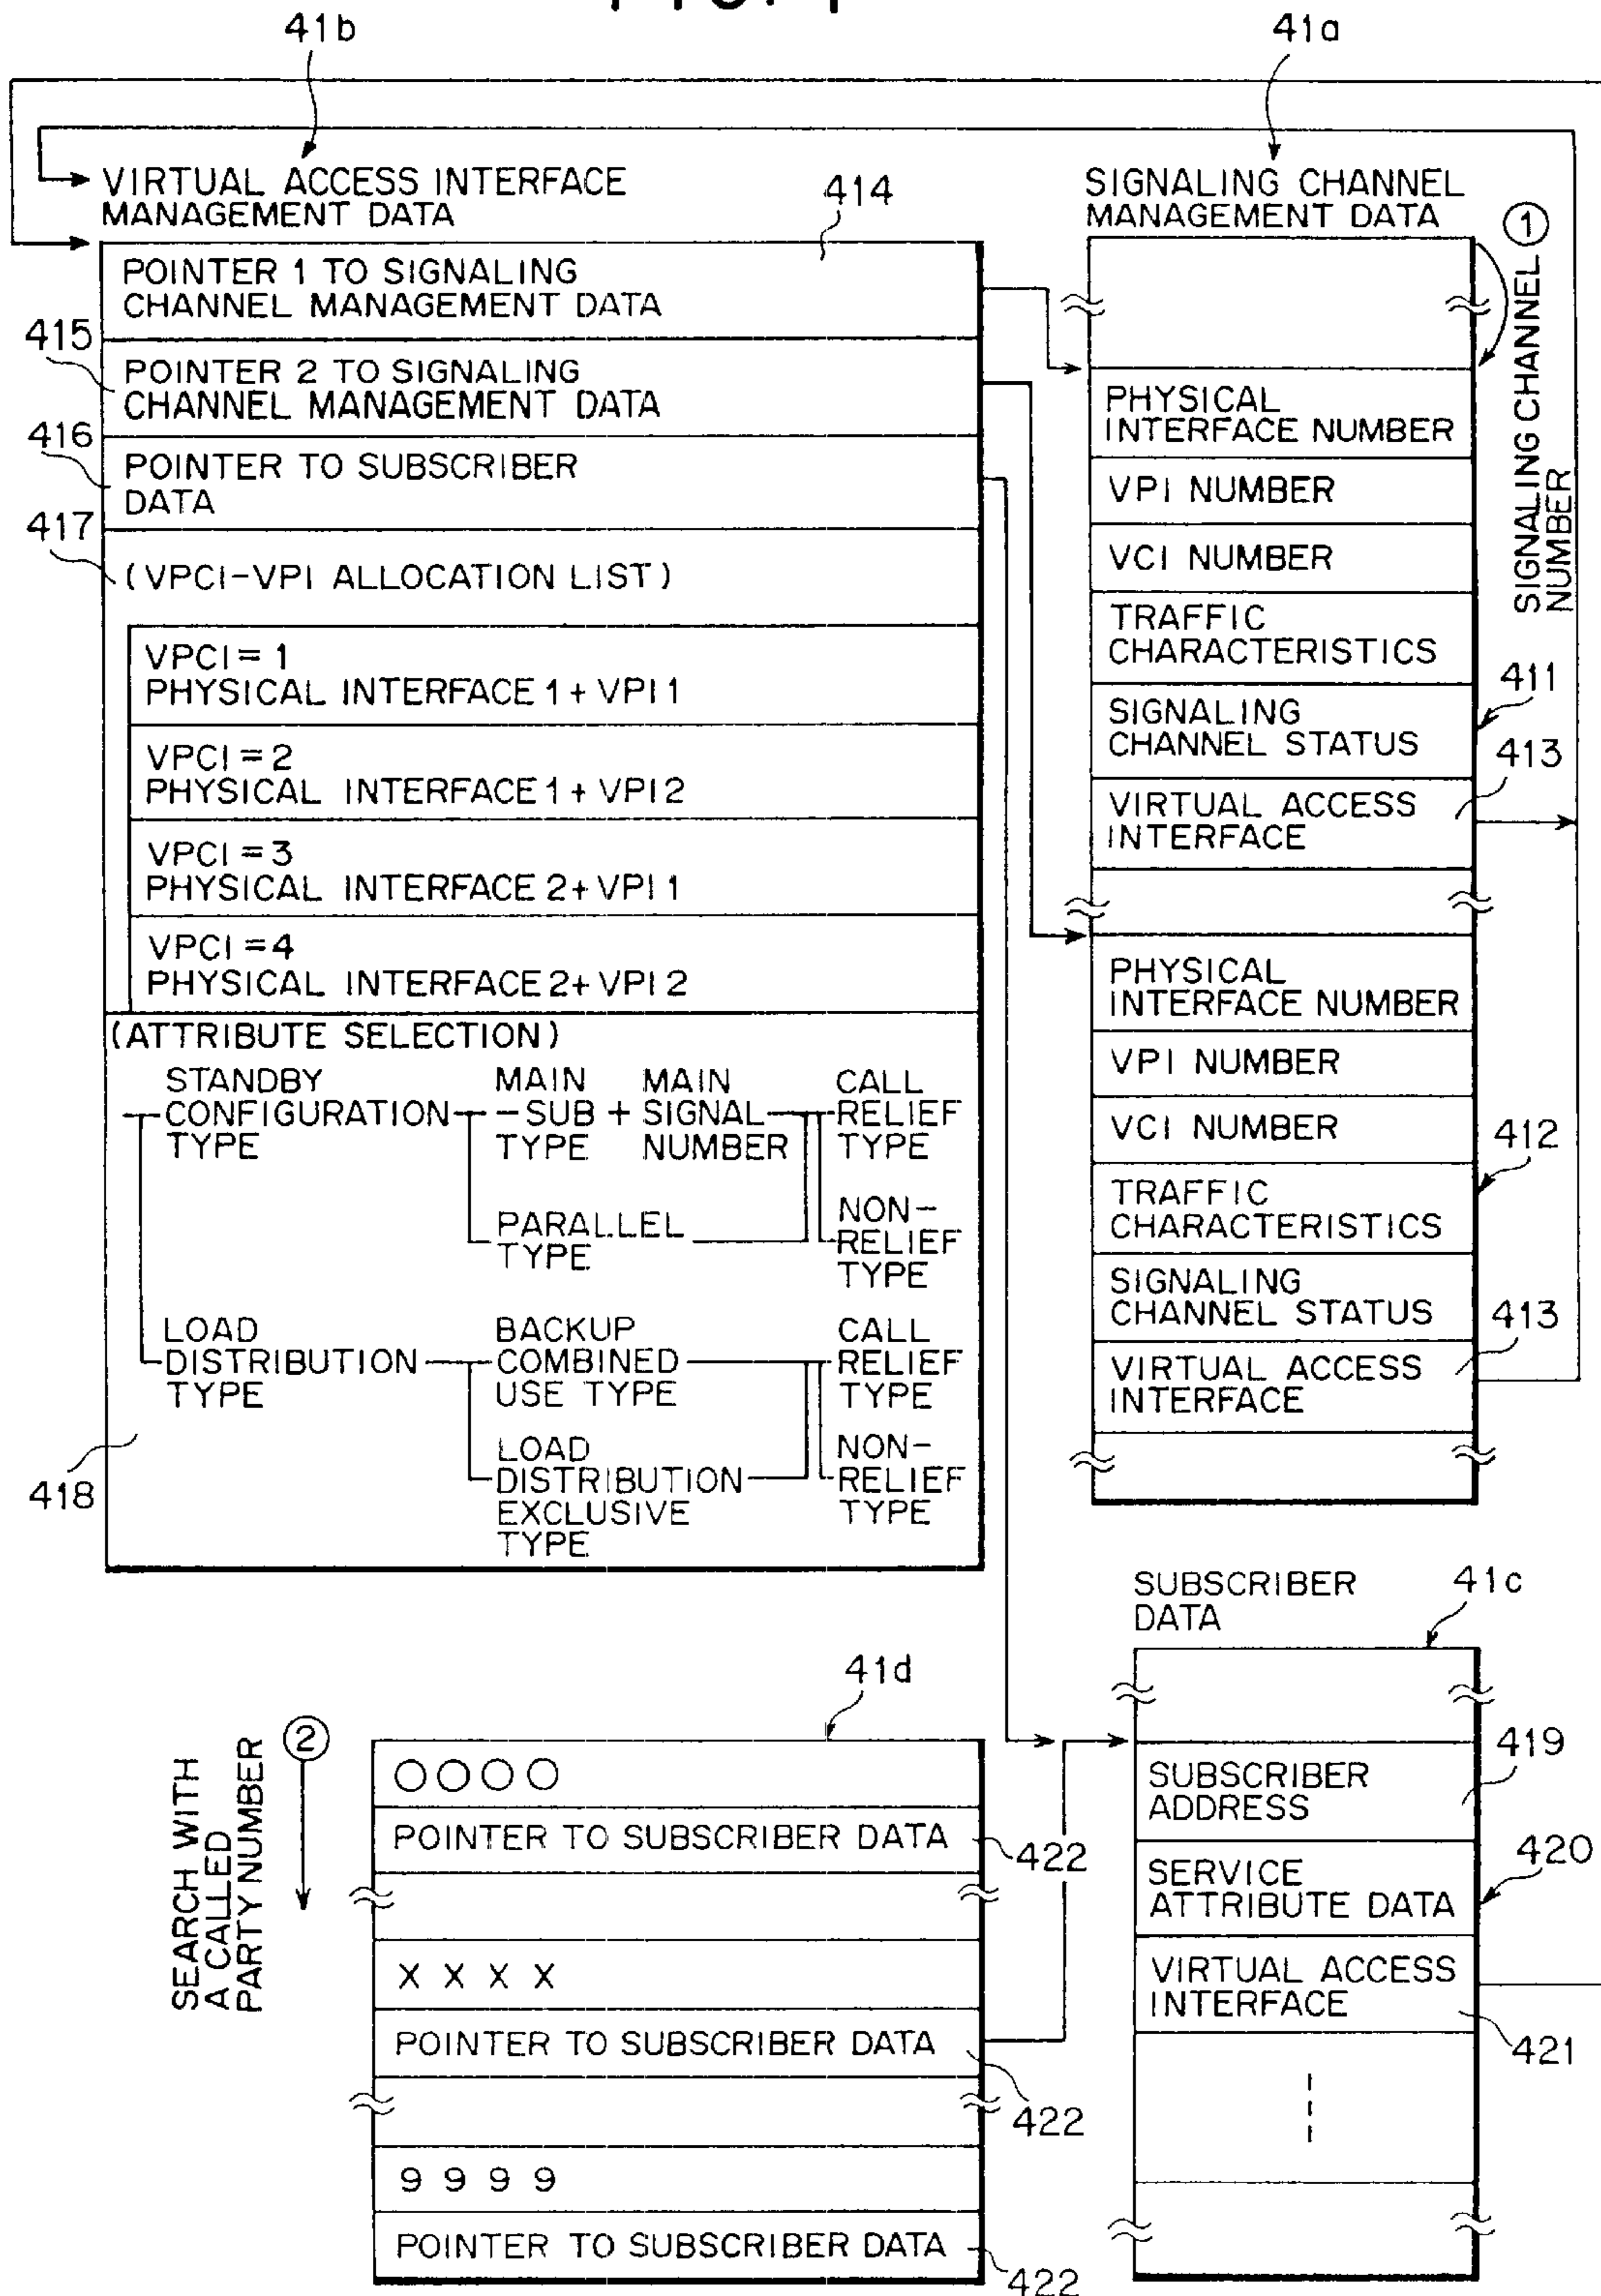 41b
41a
VIRTUAL ACCESS INTERFACE
MANAGEMENT DATA
414
POINTER 1 TO SIGNALING
CHANNEL MANAGEMENT DATA
415
POINTER 2 TO SIGNALING
CHANNEL MANAGEMENT DATA
416
POINTER TO SUBSCRIBER
DATA
417
(VPCI-VPI ALLOCATION LIST)
VPCI = 1
PHYSICAL INTERFACE 1 + VPI 1
VPCI = 2
PHYSICAL INTERFACE 1 + VPI 2
VPCI = 3
PHYSICAL INTERFACE 2 + VPI 1
VPCI = 4
PHYSICAL INTERFACE 2 + VPI 2
(ATTRIBUTE SELECTION)
STANDBY
CONFIGURATION
TYPE
MAIN
-SUB
TYPE
+
MAIN
SIGNAL
NUMBER
CALL
RELIEF
TYPE
PARALLEL
TYPE
NON-
RELIEF
TYPE
LOAD
DISTRIBUTION
TYPE
BACKUP
COMBINED
USE TYPE
CALL
RELIEF
TYPE
LOAD
DISTRIBUTION
EXCLUSIVE
TYPE
NON-
RELIEF
TYPE
418
SIGNALING CHANNEL
MANAGEMENT DATA
①
SIGNALING CHANNEL
NUMBER
PHYSICAL
INTERFACE NUMBER
VPI NUMBER
VCI NUMBER
TRAFFIC
CHARACTERISTICS
SIGNALING
CHANNEL STATUS
411
413
VIRTUAL ACCESS
INTERFACE
PHYSICAL
INTERFACE NUMBER
VPI NUMBER
VCI NUMBER
412
TRAFFIC
CHARACTERISTICS
SIGNALING
CHANNEL STATUS
413
VIRTUAL ACCESS
INTERFACE
SUBSCRIBER
DATA
41c
SUBSCRIBER
ADDRESS
419
SERVICE
ATTRIBUTE DATA
420
VIRTUAL ACCESS
INTERFACE
421
41d
②
SEARCH WITH
A CALLED
PARTY NUMBER
○○○○
POINTER TO SUBSCRIBER DATA
422
X X X X
POINTER TO SUBSCRIBER DATA
422
9 9 9 9
POINTER TO SUBSCRIBER DATA
422